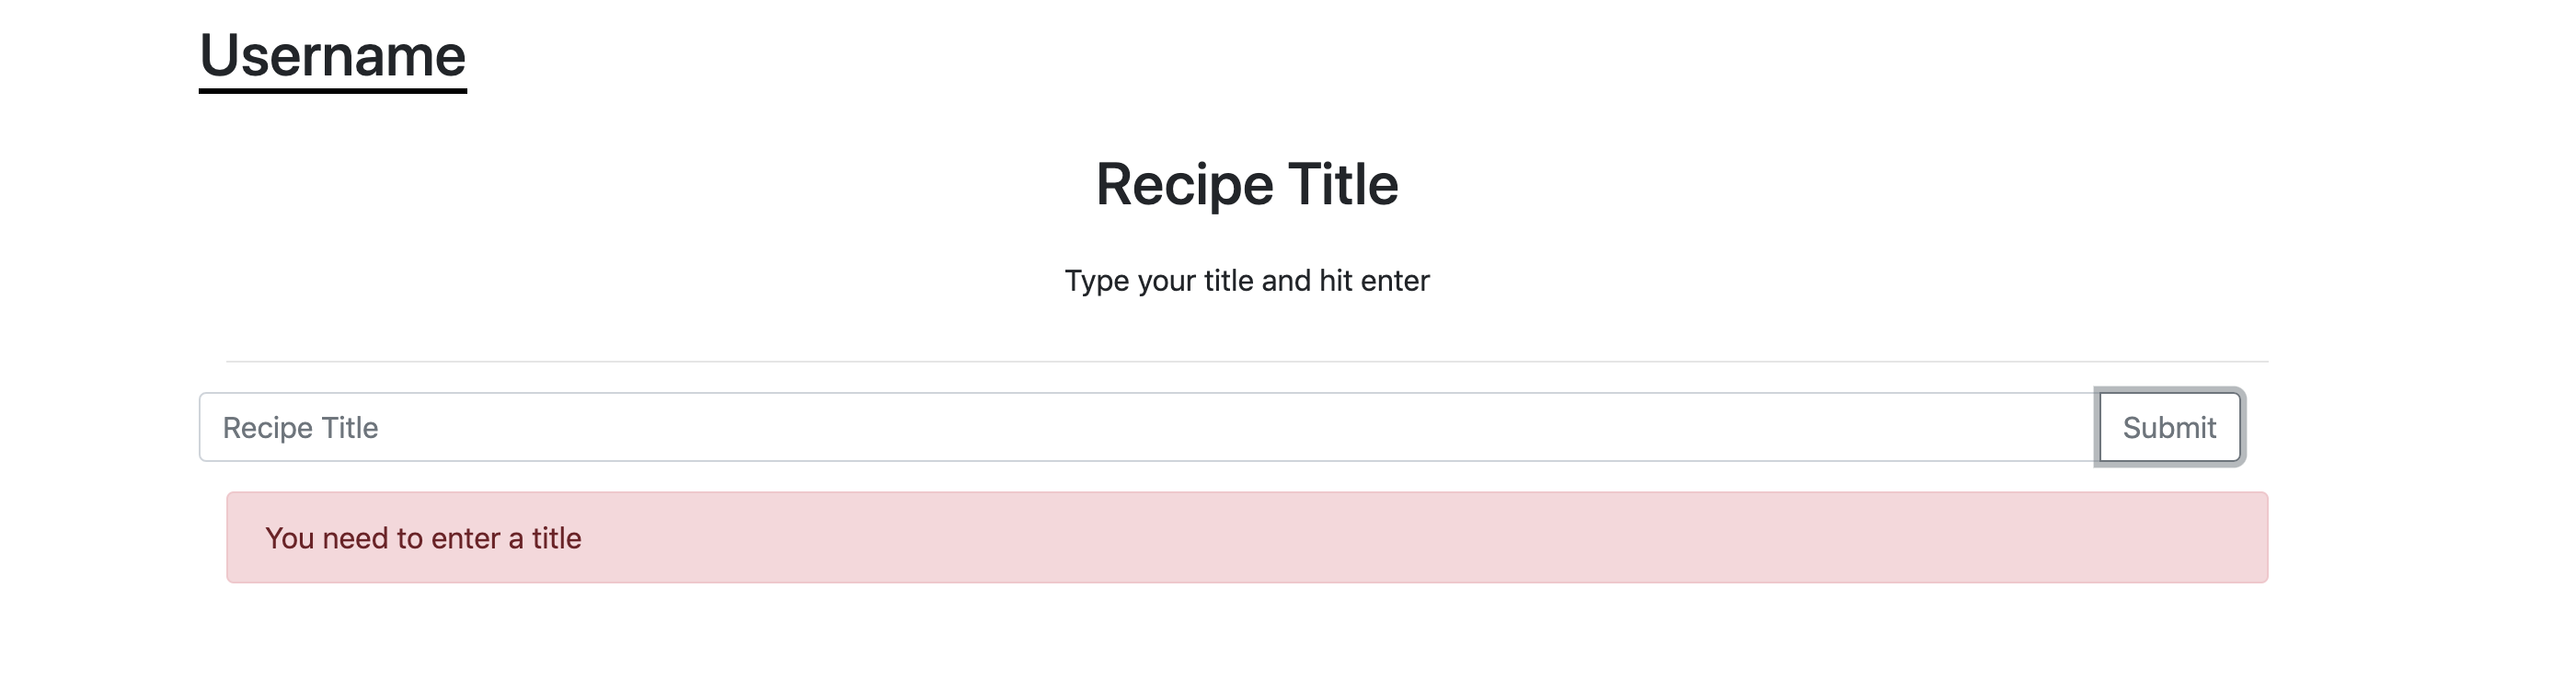 Username
Recipe Title
Type your title and hit enter
Recipe Title
Submit
You need to enter a title